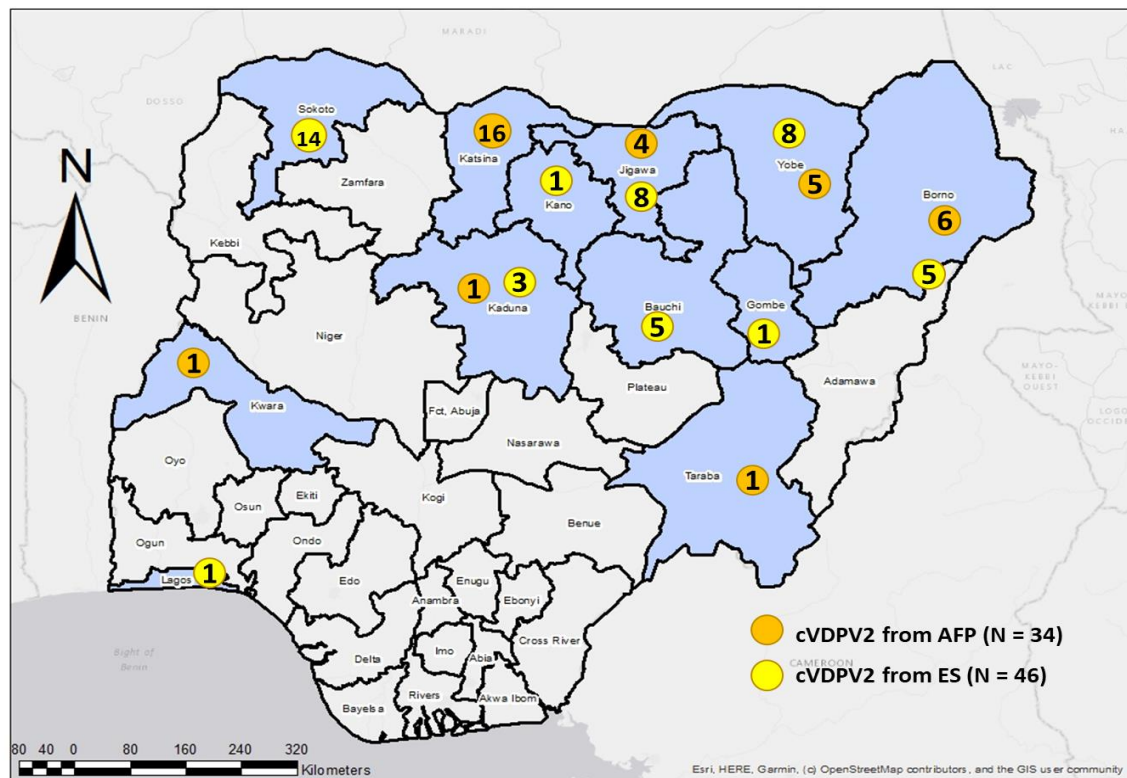 MARADI
LAC
DOSSO
N
Sokoto
14
16
Katsina
4
Jigawa
8
8
Yobe
5
Zamfara
1
Kano
Borno
6
5
Kebbi
1
3
Kaduna
Bauchi
5
Gombe
1
BENIN
Niger
1
Plateau
Adamawa
Kwara
Fct, Abuja
Nasarawa
Oyo
Taraba
1
Osun
Ekiti
Kogi
Benue
Ogun
Ondo
Lagos
1
Edo
Enugu
Anambra
Ebonyi
Cross River
Imo
Abia
Delta
Rivers
Akwa Ibom
Bayelsa
Bight of
Benin
MAYO-
KEBBI
OUEST
CAMEROON
cVDPV2 from AFP (N = 34)
cVDPV2 from ES (N = 46)
80 40 0 80 160 240 320
Kilometers
Esri, HERE, Garmin, (c) OpenStreetMap contributors, and the GIS user community